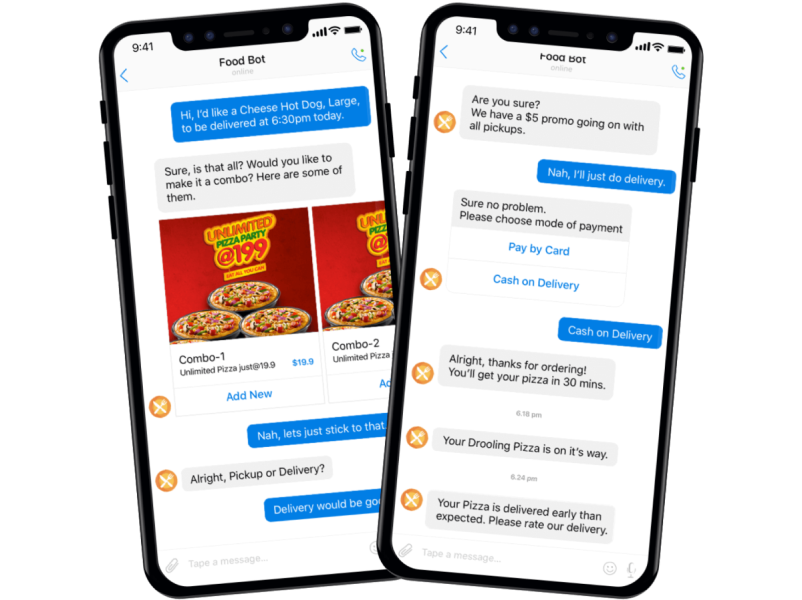 9:41
Food Bot
online
Hi, I'd like a Cheese Hot Dog, Large,
to be delivered at 6:30pm today.
Sure, is that all? Would you like to
make it a combo? Here are some of
them.
UNLIMITED
PIZZA PARTY
@199
EAT ALL YOU CAN
Combo-1
Unlimited Pizza just@19.9
$19.9
Add New
UNLIMITED
PIZZA
@
EAT ALL
Combo-2
Unlimited Pizza
Nah, lets just stick to that
Alright, Pickup or Delivery?
Delivery would be
Tape a message...
9:41
Food Bot
online
Are you sure?
We have a $5 promo going on with
all pickups.
Nah, I'll just do delivery.
Sure no problem.
Please choose mode of payment
Pay by Card
Cash on Delivery
Cash on Delivery
Alright, thanks for ordering!
You'll get your pizza in 30 mins.
6.18 pm
Your Drooling Pizza is on it's way.
6.24 pm
Your Pizza is delivered early than
expected. Please rate our delivery.
Tape a message...